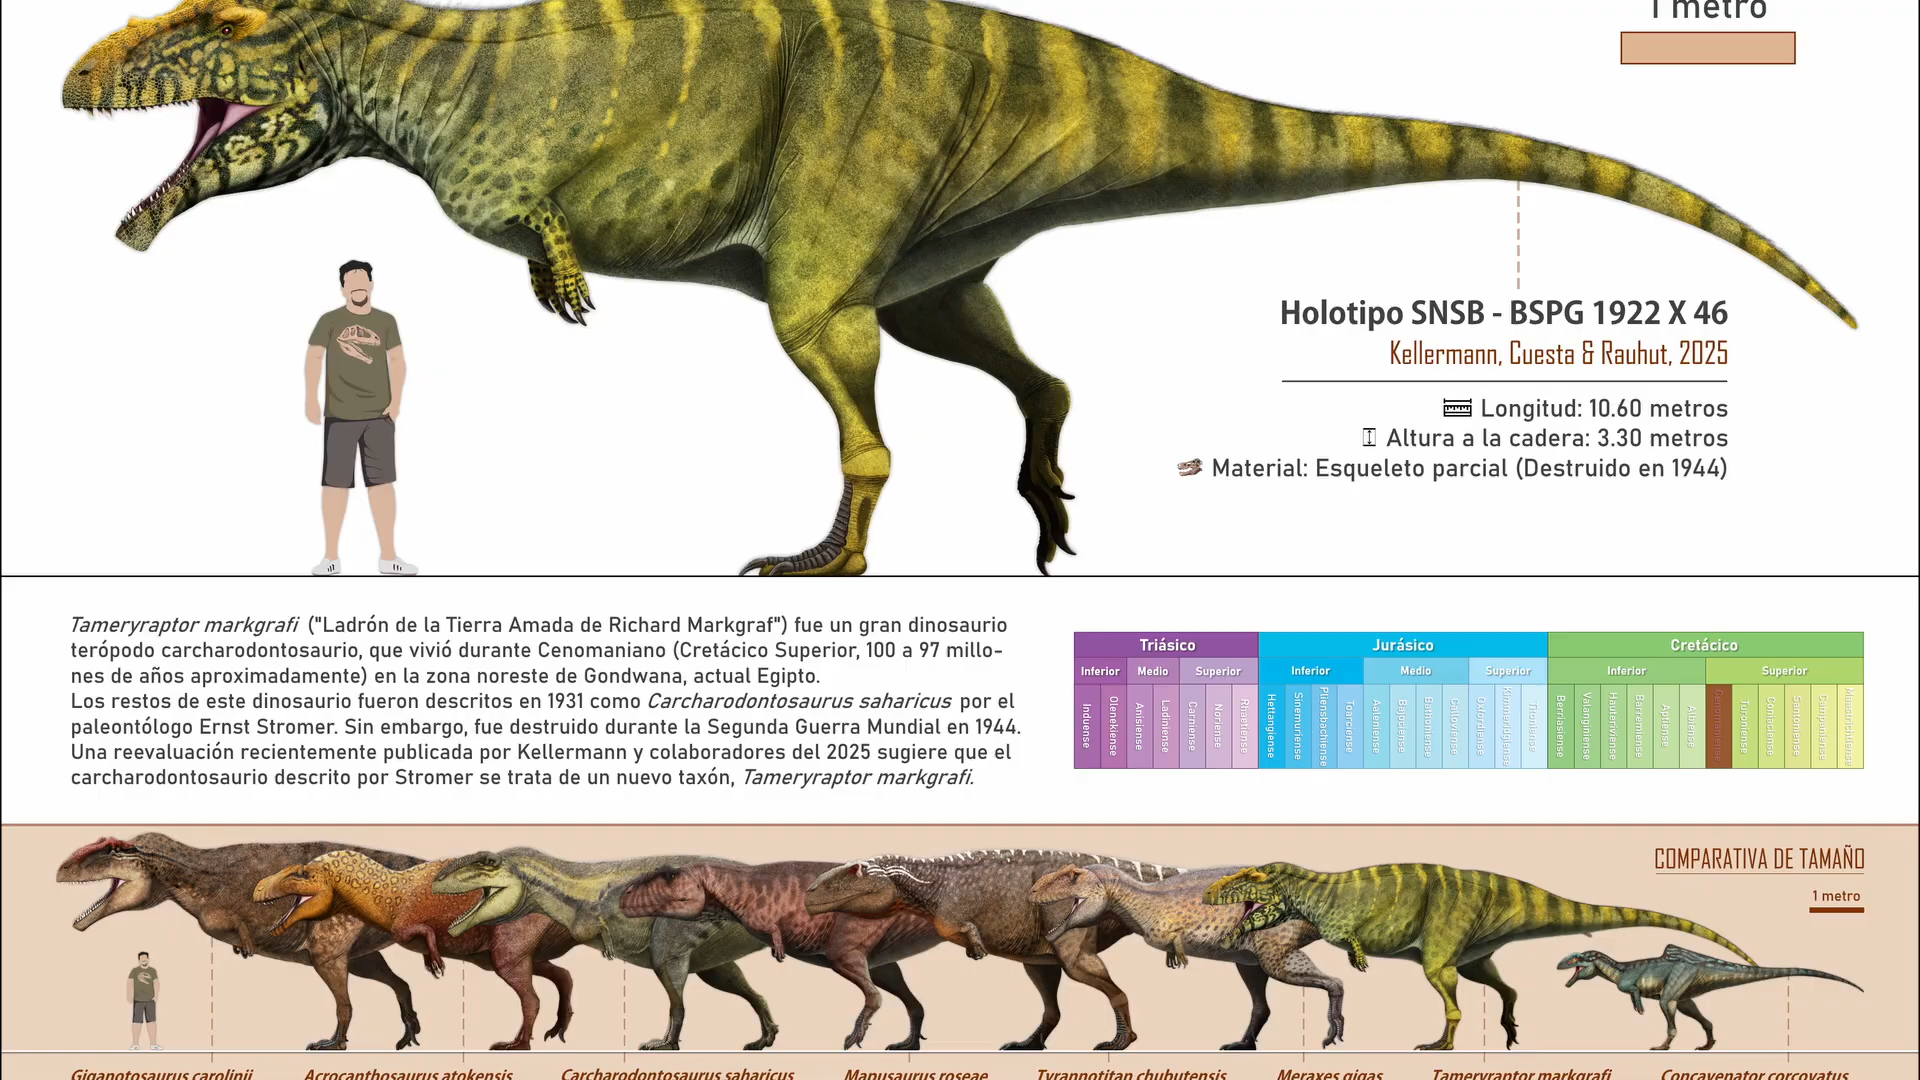 1 metro
Holotipo SNSB - BSPG 1922 X 46
Kellermann, Cuesta & Rauhut, 2025
Longitud: 10.60 metros
Altura a la cadera: 3.30 metros
Material: Esqueleto parcial (Destruido en 1944)
Tameryraptor markgrafi ("Ladrón de la Tierra Amada de Richard Markgraf") fue un gran dinosaurio
terópodo carcharodontosaurio, que vivió durante Cenomaniano (Cretácico Superior, 100 a 97 millo-
nes de años aproximadamente) en la zona noreste de Gondwana, actual Egipto.
Los restos de este dinosaurio fueron descritos en 1931 como Carcharodontosaurus saharicus por el
paleontólogo Ernst Stromer. Sin embargo, fue destruido durante la Segunda Guerra Mundial en 1944.
Una reevaluación recientemente publicada por Kellermann y colaboradores del 2025 sugiere que el
carcharodontosaurio descrito por Stromer se trata de un nuevo taxón, Tameryraptor markgrafi.
Triásico Jurásico Cretácico
Inferior Medio Superior Inferior Medio Superior Inferior Superior
Induense
Olenekiense
Anisiense
Ladiniense
Carniense
Noriense
Rhaetiense
Hettangiense
Sinemuriense
Pliensbachiense
Toarciense
Aaleniense
Bajociense
Batoniense
Caloviense
Oxfordiense
Berriasiense
Valanginiense
Hauteriviense
Barremiense
Aptiense
Albiense
Turoniense
Coniaciense
COMPARATIVA DE TAMAÑO
1 metro
Giganotosaurus carolinii Acrocanthosaurus atokensis Carcharodontosaurus saharicus Mapusaurus roseae Tyrannotitan chubutensis Meraxes gigas Tameryraptor markgrafi Concavenator corcovatus